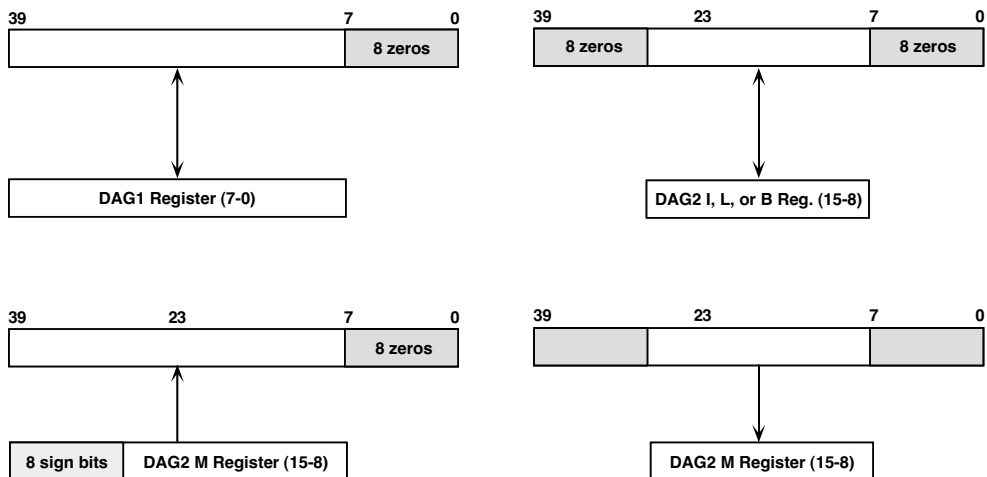 39 7 0
8 zeros
DAG1 Register (7-0)
39 23 7 0
8 zeros 8 zeros
DAG2 I, L, or B Reg. (15-8)
39 23 7 0
8 zeros
8 sign bits DAG2 M Register (15-8)
39 23 7 0
DAG2 M Register (15-8)